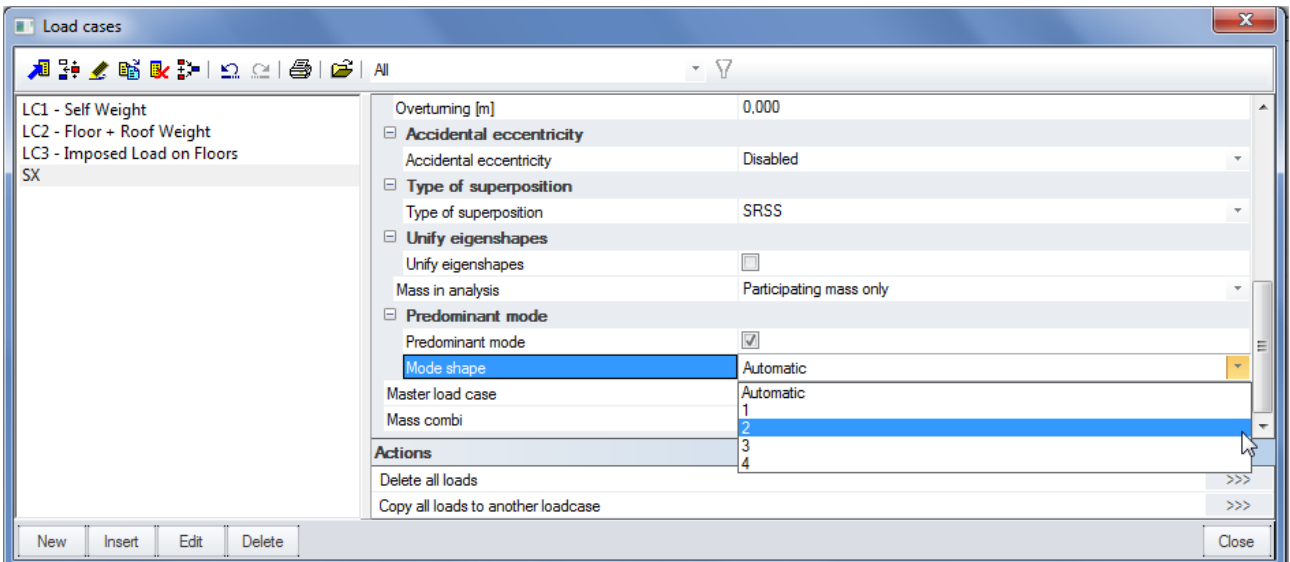 Load cases
All
LC1 - Self Weight
LC2 - Floor + Roof Weight
LC3 - Imposed Load on Floors
SX
Overturning [m] 0,000
Accidental eccentricity
Accidental eccentricity Disabled
Type of superposition
Type of superposition SRSS
Unify eigenshapes
Unify eigenshapes
Mass in analysis Participating mass only
Predominant mode
Predominant mode
Mode shape Automatic
Master load case Automatic
1
Mass combi
2
3
4
Actions
Delete all loads >>>
Copy all loads to another loadcase >>>
New Insert Edit Delete Close